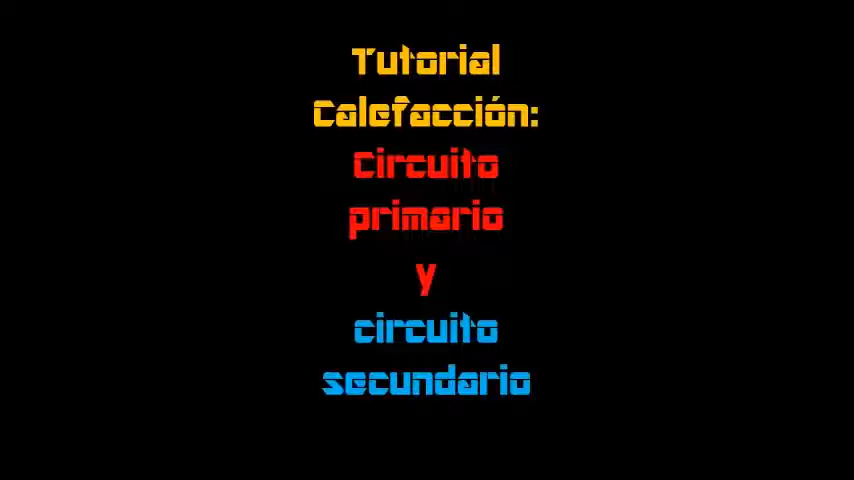 Tutorial
Calefacción:
Circuito
primario
y
circuito
secundario